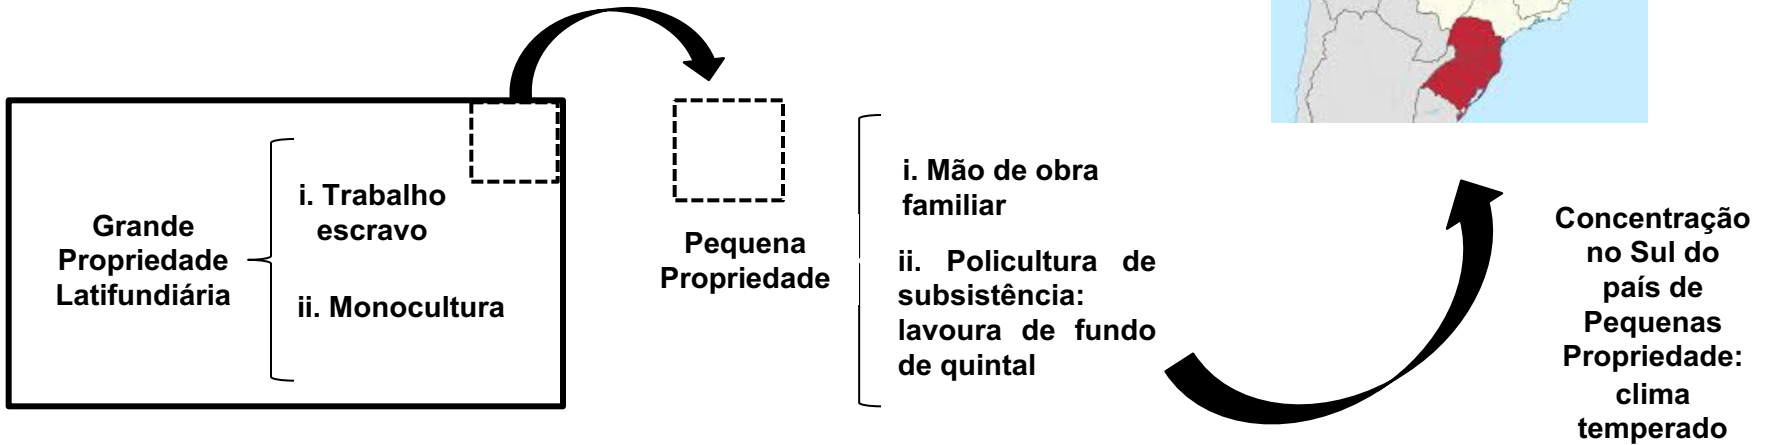 Grande
Propriedade
Latifundiária
i. Trabalho
escravo
ii. Monocultura
Pequena
Propriedade
i. Mão de obra
familiar
ii. Policultura de
subsistência:
lavoura de fundo
de quintal
Concentração
no Sul do
país de
Pequenas
Propriedade:
clima
temperado